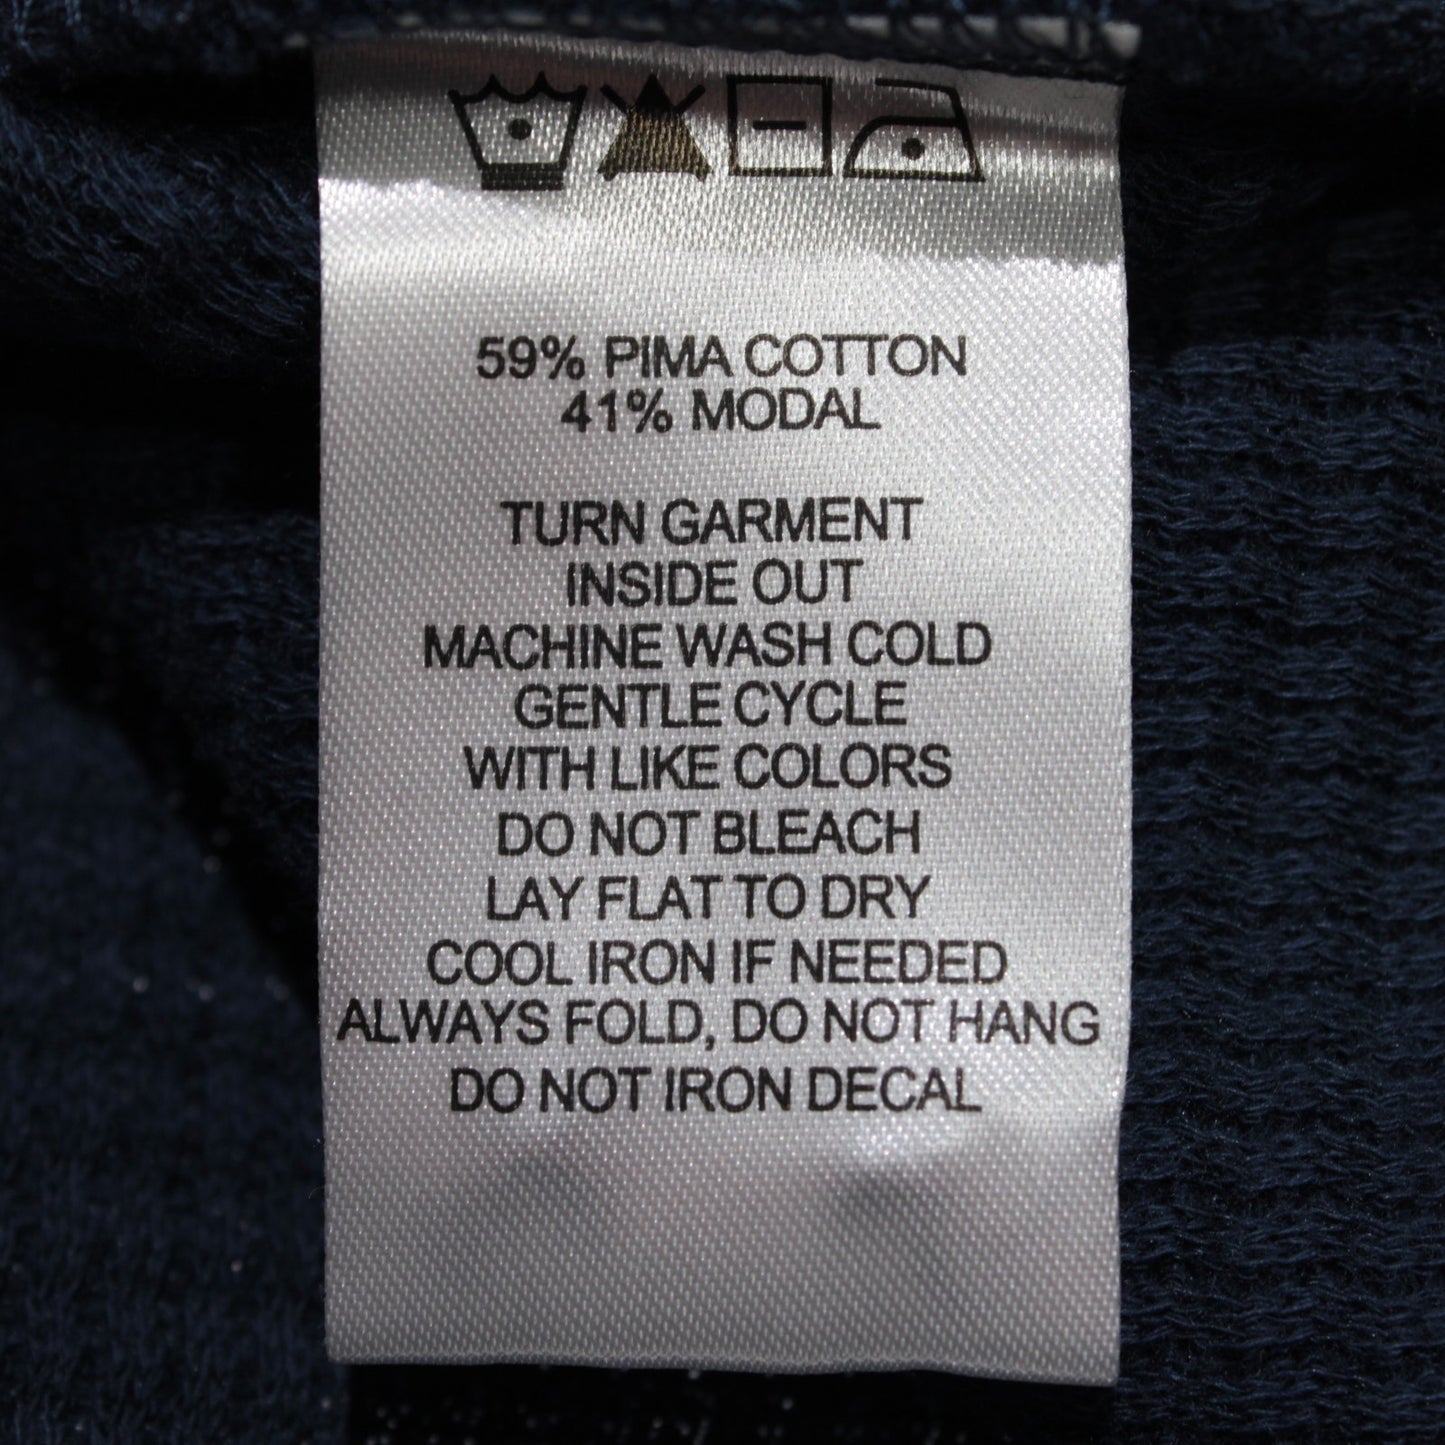 59% PIMA COTTON
41% MODAL
TURN GARMENT
INSIDE OUT
MACHINE WASH COLD
GENTLE CYCLE
WITH LIKE COLORS
DO NOT BLEACH
LAY FLAT TO DRY
COOL IRON IF NEEDED
ALWAYS FOLD, DO NOT HANG
DO NOT IRON DECAL